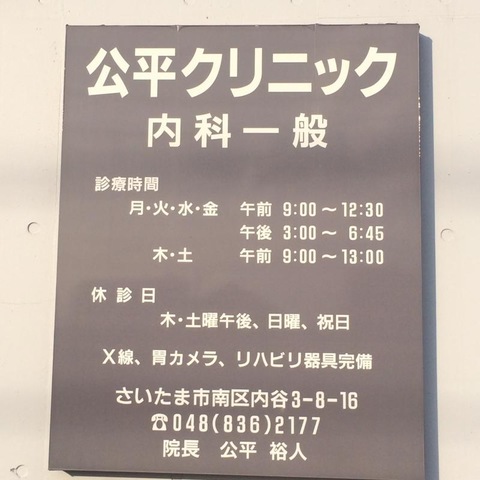 公平クリニック
内科一般
診療時間
月・火・水・金 午前 9:00～12:30
午後 3:00～ 6:45
木・土 午前 9:00～13:00
休診日
木・土曜午後、日曜、祝日
X線、胃カメラ、リハビリ器具完備
さいたま市南区内谷3-8-16
☎048(836)2177
院長 公平 裕人